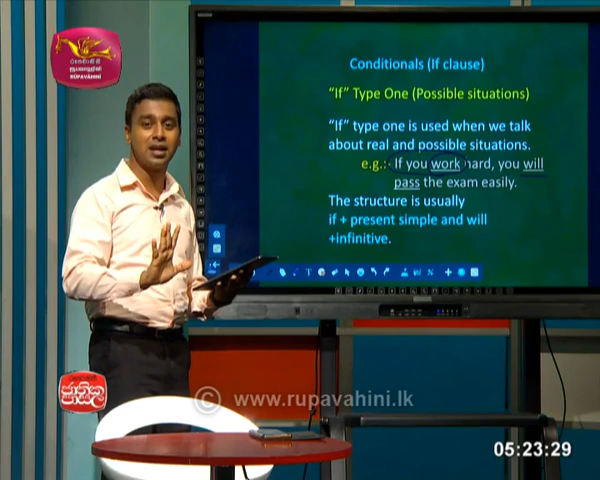 රූපවාහිනී
RUPAVAHINI
Conditionals (If clause)
“If” Type One (Possible situations)
“If” type one is used when we talk
about real and possible situations.
e.g.: If you work hard, you will
pass the exam easily.
The structure is usually
if + present simple and will
+infinitive.
© www.rupavahini.lk
05:23:29